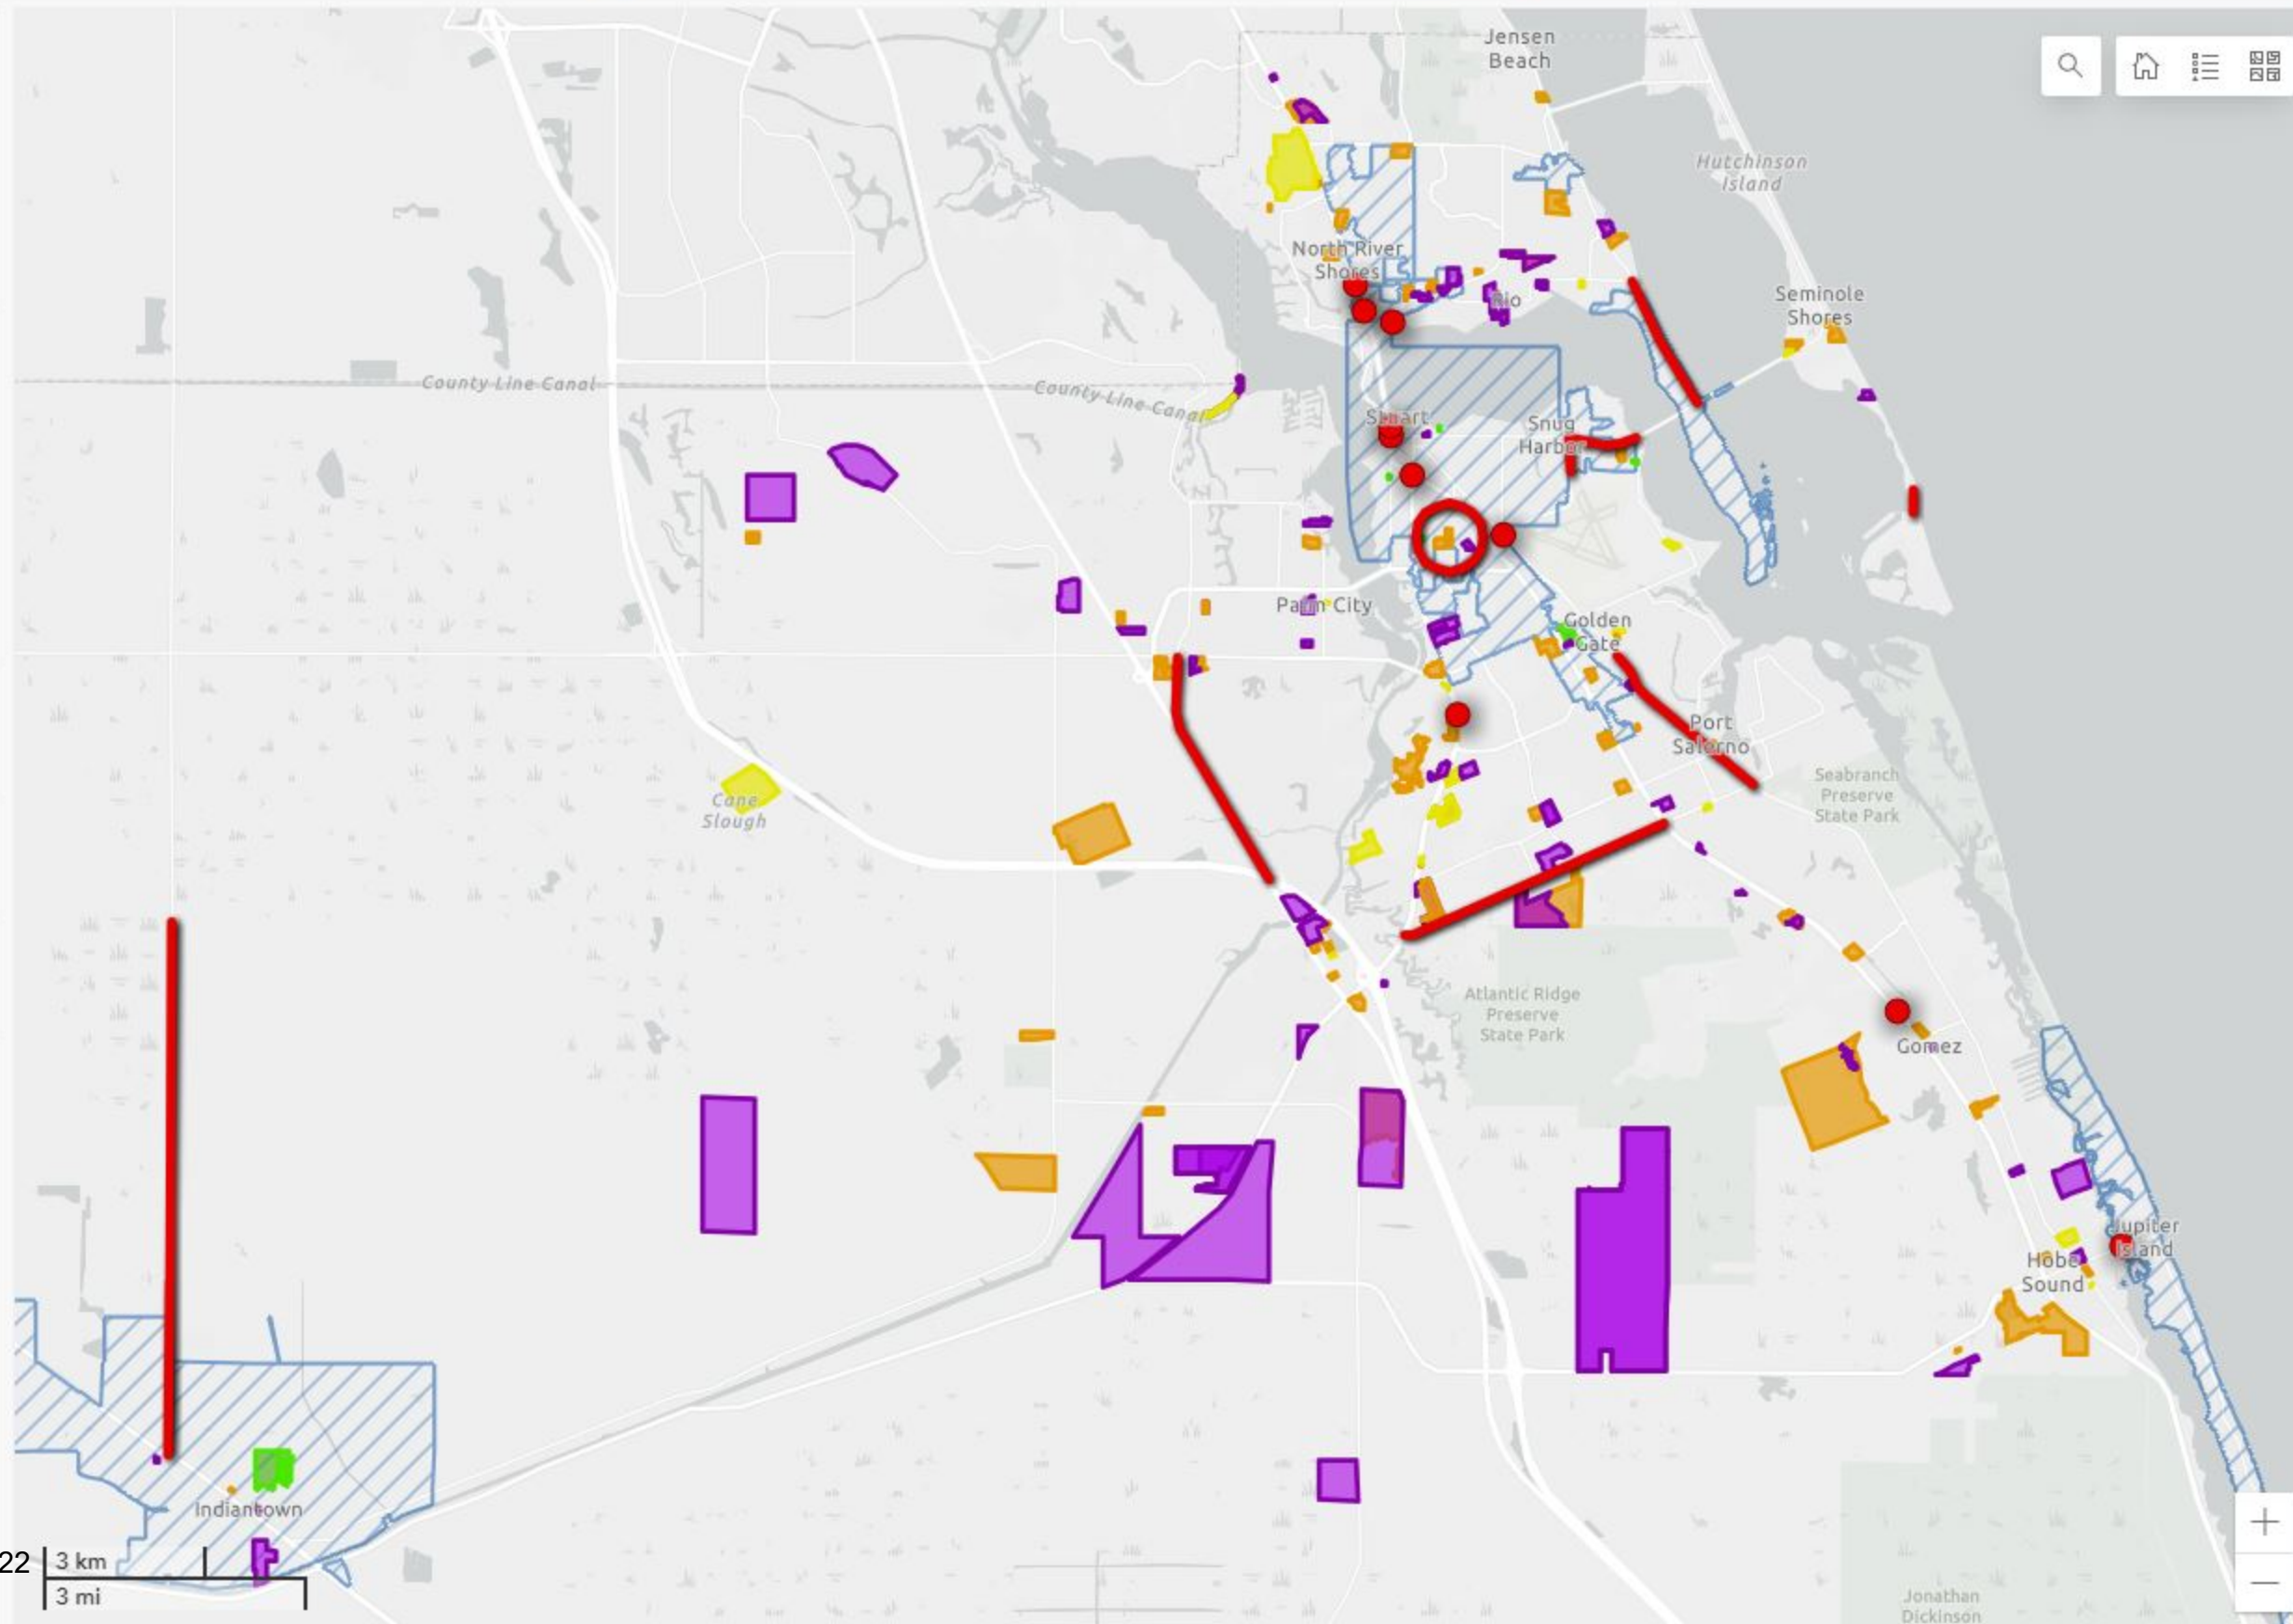 Jensen
Beach
Hutchinson
Island
North River
Shores
Rio
Seminole
Shores
County Line Canal
County Line Canal
Stuart
Snug
Harbor
Palm City
Golden
Gate
Port
Salerno
Seabranch
Preserve
State Park
Cane
Slough
Atlantic Ridge
Preserve
State Park
Gomez
Jupiter
Island
Hobe
Sound
Indiantown
22
3 km
3 mi
Jonathan
Dickinson